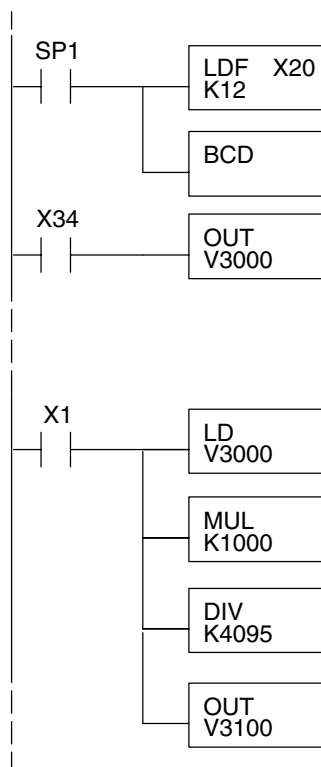 SP1
LDF X20
K12
BCD
X34
OUT
V3000
X1
LD
V3000
MUL
K1000
DIV
K4095
OUT
V3100